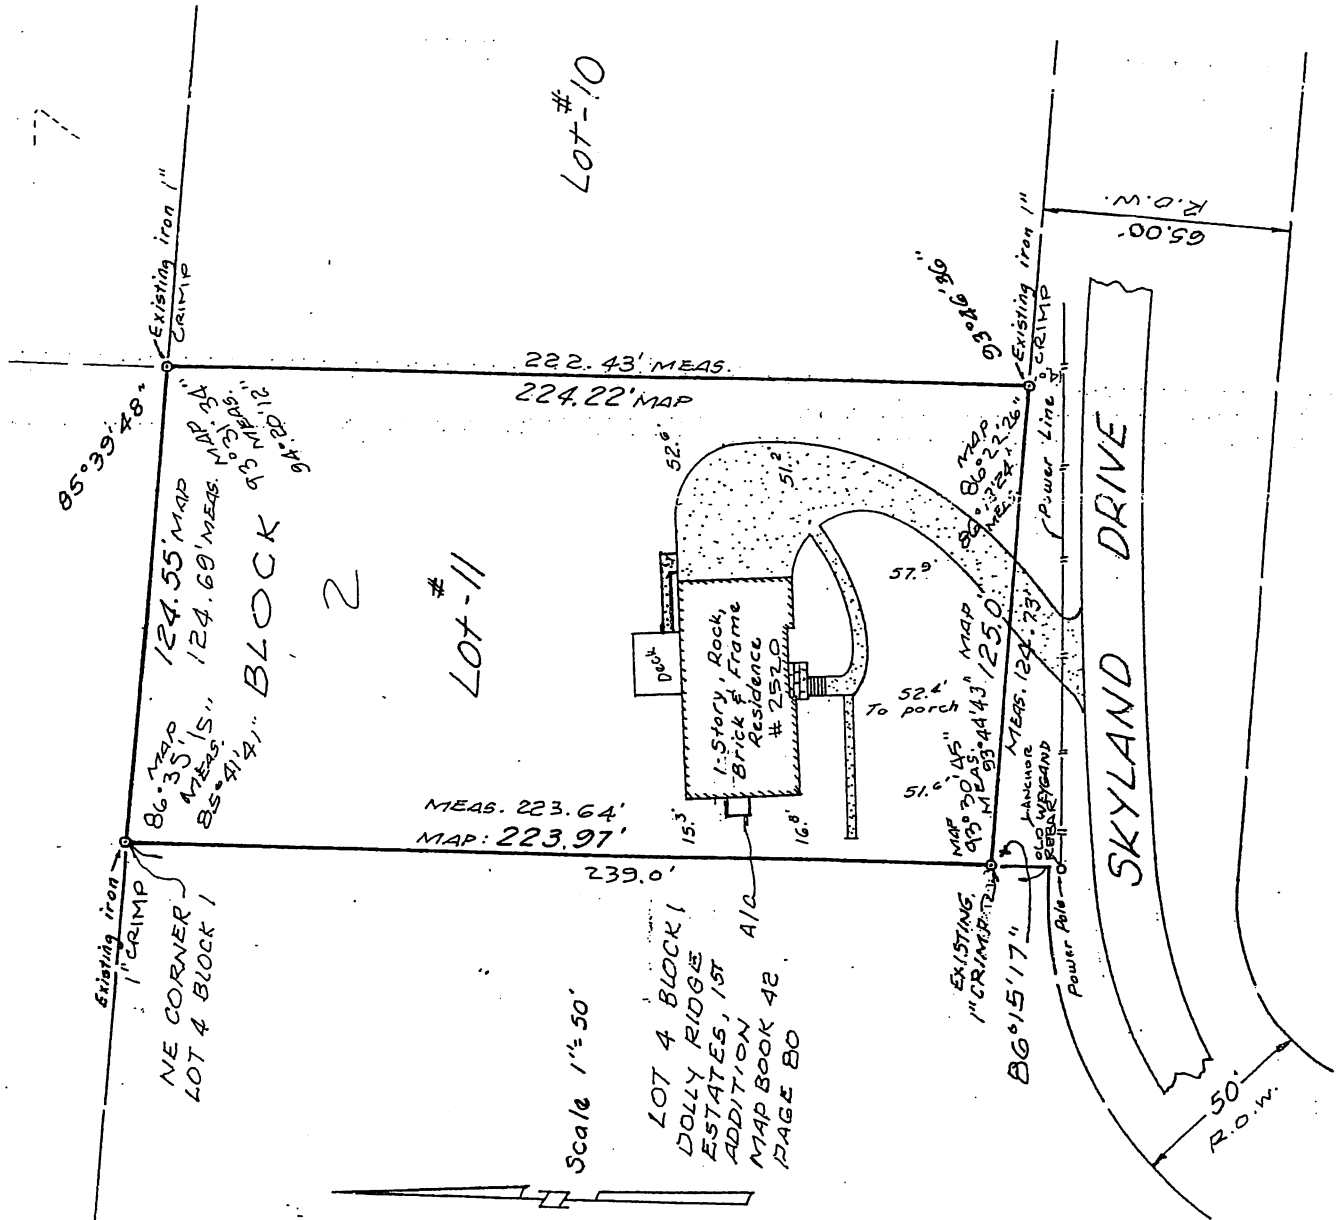 7
LOT-#10
Existing iron 1"
CRIMP
85°39'48"
124.55' MAP
124.69' MEAS.
MAP
93°31'34"
MEAS.
94°20'12"
MAP
86°35'15"
MEAS.
85°41'41"
BLOCK
2
LOT-#11
222.43' MEAS.
224.22' MAP
Existing iron
1" CRIMP
NE CORNER
LOT 4 BLOCK 1
MEAS. 223.64'
MAP: 223.97'
239.0'
Deck
1-Story, Rock,
Brick & Frame
Residence
# 2520
52.6'
51.2'
57.9'
52.4'
To porch
51.6'
15.3'
16.8'
A/C
93°46'36"
Existing iron 1"
CRIMP
MAP
86°22'26"
86°13'24"
MEAS.
Power Line
125.0'
MEAS. 124.73'
MAP
93°30'45"
MEAS.
93°44'43" MAP
ANCHOR
OLD WEYGAND
REBAR
EXISTING
1" CRIMP
86°15'17"
Power Pole
SKYLAND DRIVE
65.00'
R.O.W.
50'
R.O.W.
LOT 4 BLOCK 1
DOLLY RIDGE
ESTATES, 1ST
ADDITION
MAP BOOK 42
PAGE 80
Scale 1"=50'